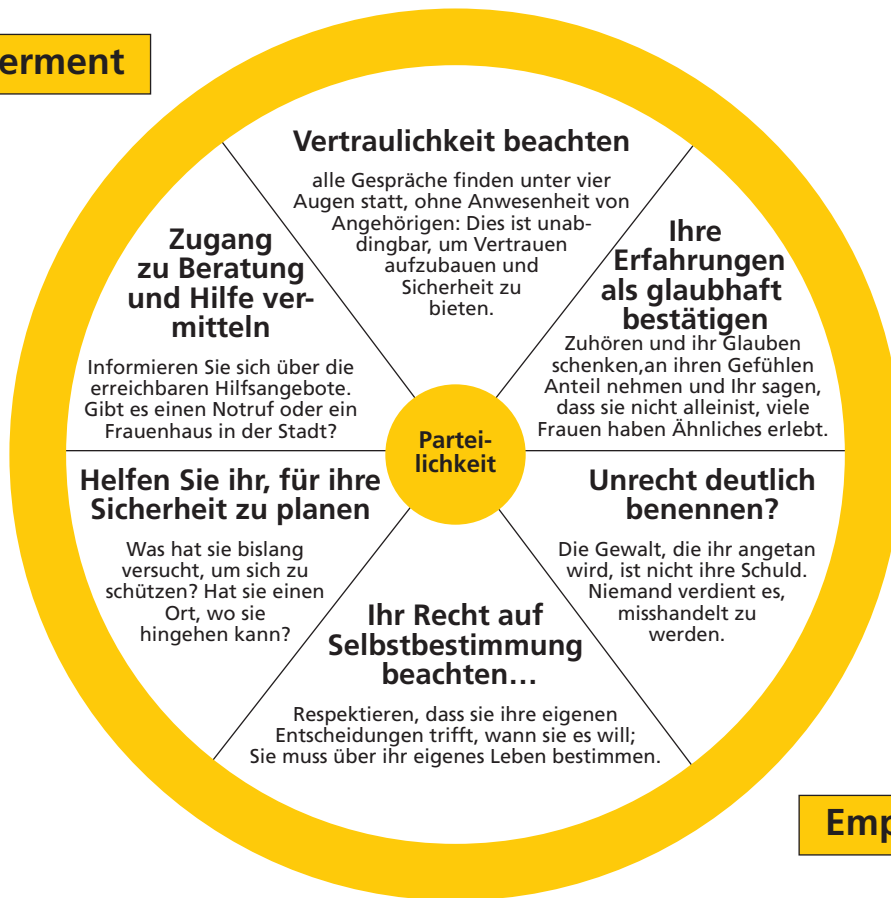 erment
Vertraulichkeit beachten
alle Gespräche finden unter vier
Augen statt, ohne Anwesenheit von
Angehörigen: Dies ist unab-
dingbar, um Vertrauen
aufzubauen und
Sicherheit zu
bieten.
Ihre
Erfahrungen
als glaubhaft
bestätigen
Zuhören und ihr Glauben
schenken,an ihren Gefühlen
Anteil nehmen und Ihr sagen,
dass sie nicht alleinist, viele
Frauen haben Ähnliches erlebt.
Unrecht deutlich
benennen?
Die Gewalt, die ihr angetan
wird, ist nicht ihre Schuld.
Niemand verdient es,
misshandelt zu
werden.
Ihr Recht auf
Selbstbestimmung
beachten…
Respektieren, dass sie ihre eigenen
Entscheidungen trifft, wann sie es will;
Sie muss über ihr eigenes Leben bestimmen.
Helfen Sie ihr, für ihre
Sicherheit zu planen
Was hat sie bislang
versucht, um sich zu
schützen? Hat sie einen
Ort, wo sie
hingehen kann?
Zugang
zu Beratung
und Hilfe ver-
mitteln
Informieren Sie sich über die
erreichbaren Hilfsangebote.
Gibt es einen Notruf oder ein
Frauenhaus in der Stadt?
Partei-
lichkeit
Emp